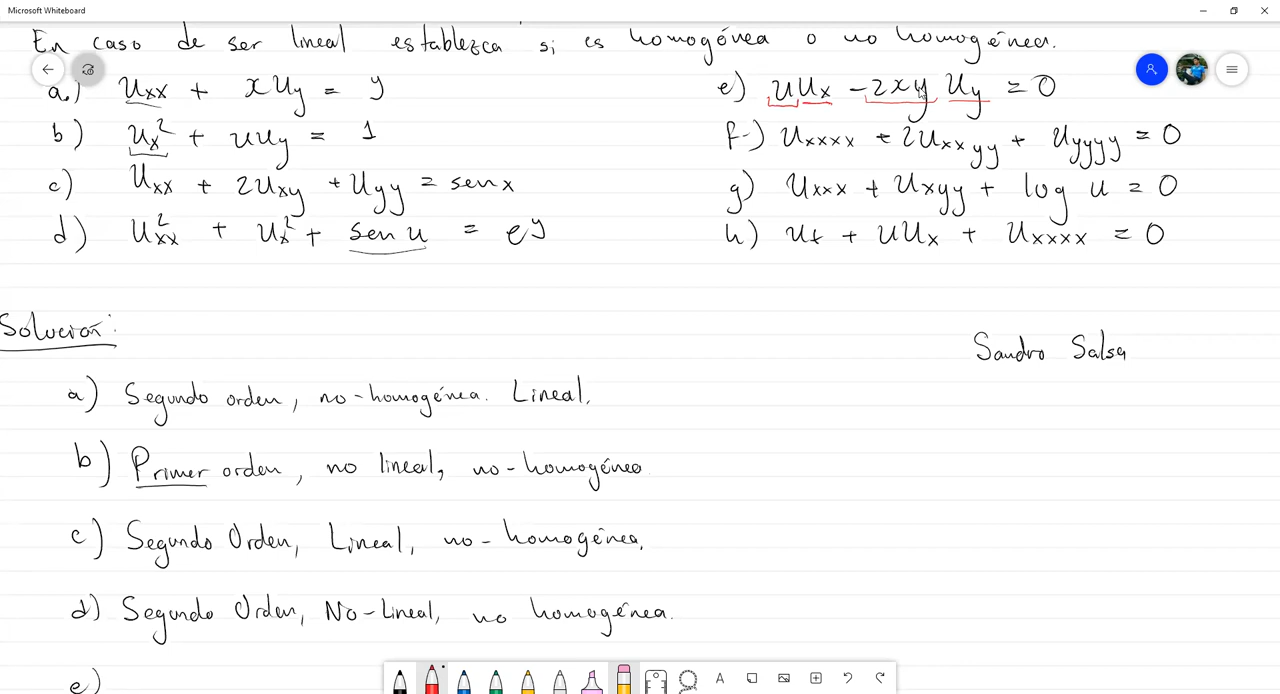 Microsoft Whiteboard
En caso de ser lineal establezca si es homogénea o no homogénea.
a.) Uxx + xUy = y
b) Ux² + uUy = 1
c) Uxx + 2Uxy + Uyy = senx
d) Uxx² + Ux² + sen u = e^y
e) UUx - 2xy Uy = 0
f-) Uxxxx + 2Uxxyy + Uyyyy = 0
g) Uxxx + Uxyy + log u = 0
h) Ut + UUx + Uxxxx = 0
Solución:
Sandro Salsa
a) Segundo orden, no-homogénea. Lineal.
b) Primer orden, no lineal, no-homogénea.
c) Segundo Orden, Lineal, no-homogénea.
d) Segundo Orden, No-Lineal, no homogénea.
e)